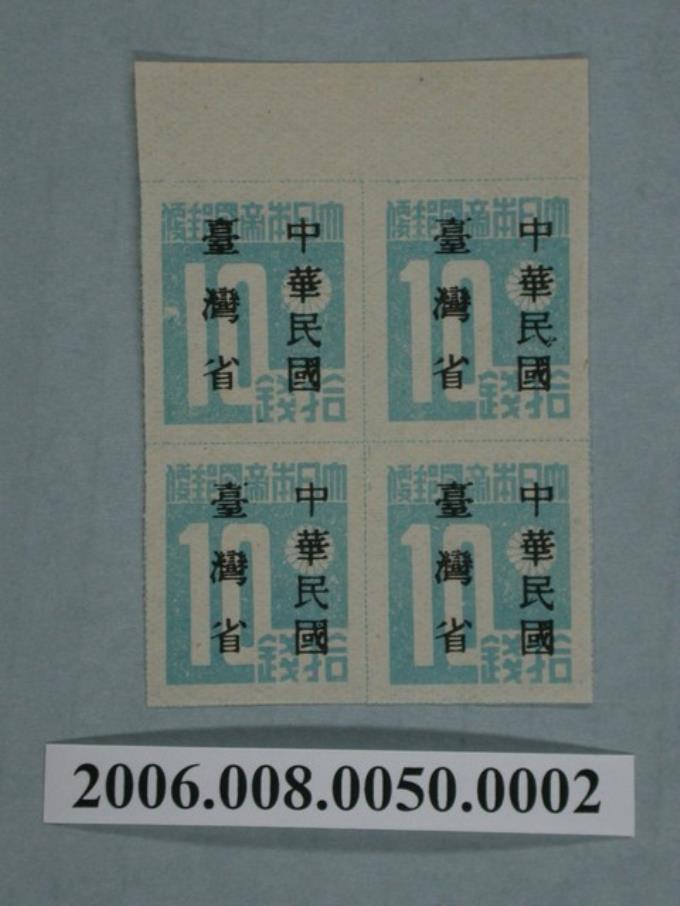 大日本帝國郵便
中華民國
臺灣省
10
拾錢
大日本帝國郵便
中華民國
臺灣省
10
拾錢
大日本帝國郵便
中華民國
臺灣省
10
拾錢
大日本帝國郵便
中華民國
臺灣省
10
拾錢
2006.008.0050.0002